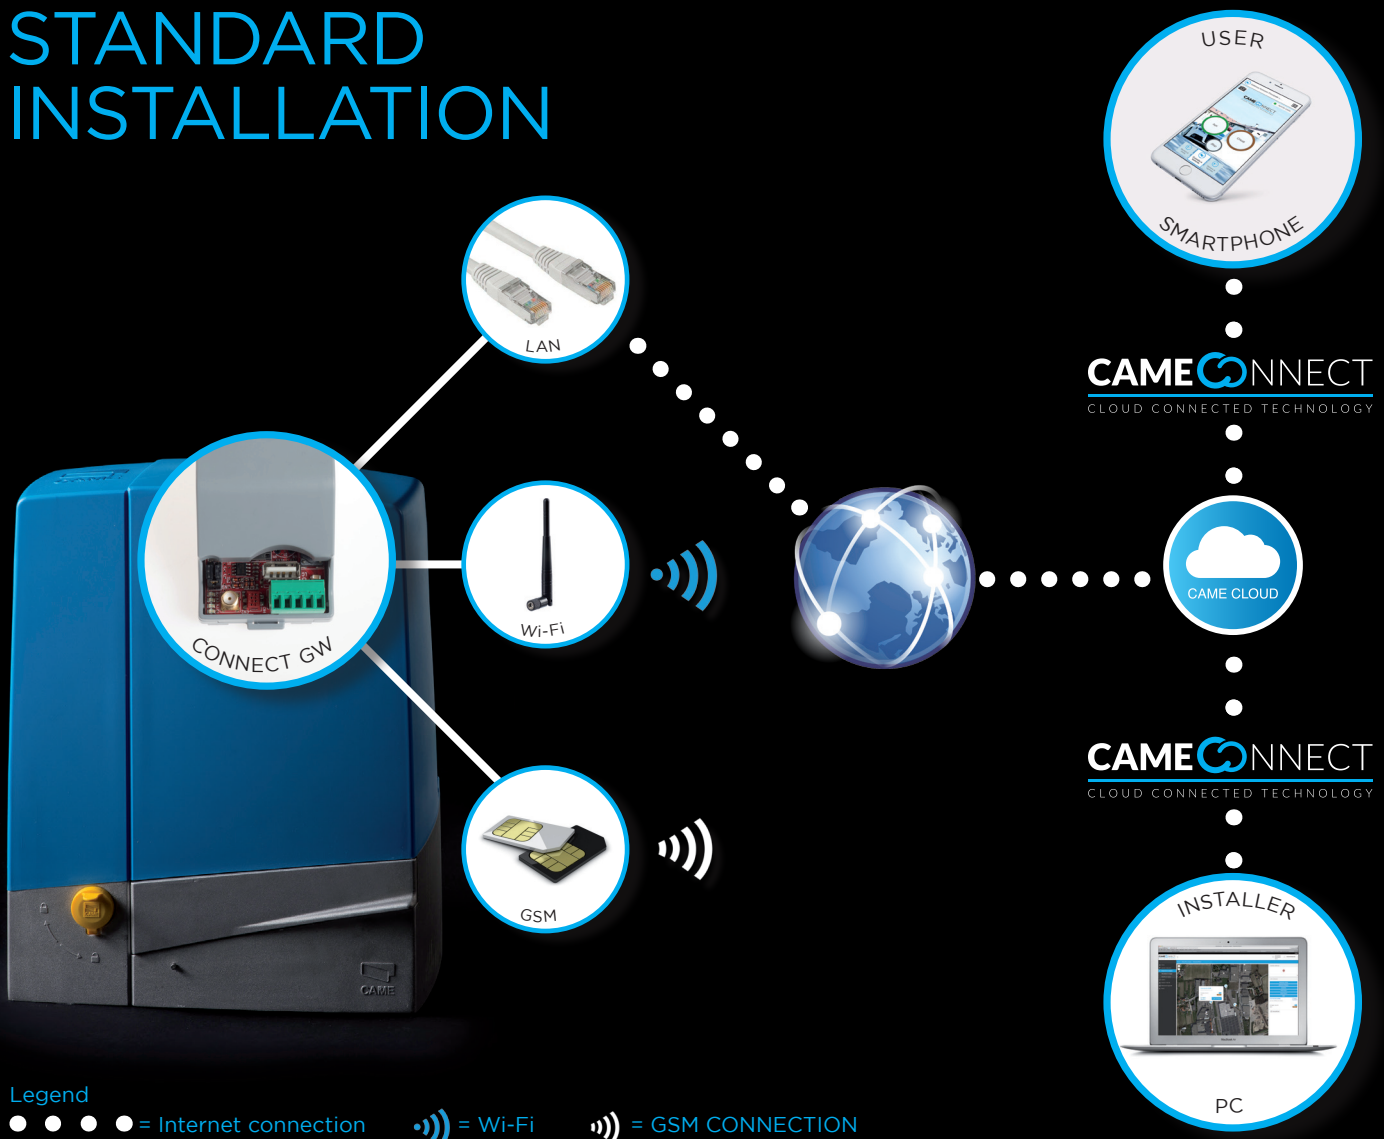 STANDARD
INSTALLATION
USER
SMARTPHONE
LAN
CAMECONNECT
CLOUD CONNECTED TECHNOLOGY
CONNECT GW
Wi-Fi
CAME CLOUD
CAMECONNECT
CLOUD CONNECTED TECHNOLOGY
GSM
INSTALLER
CAME
PC
Legend
= Internet connection
= Wi-Fi
= GSM CONNECTION